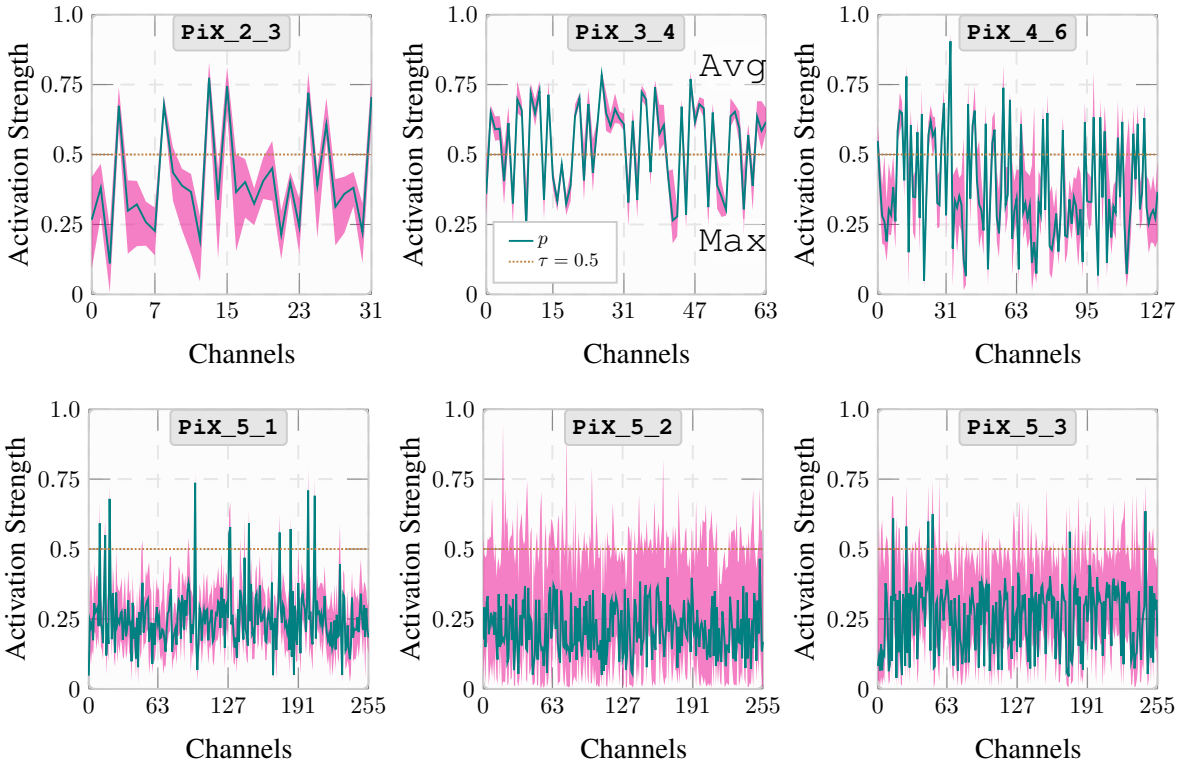 PiX_2_3
Activation Strength
1.0
0.75
0.5
0.25
0
0 7 15 23 31
Channels
PiX_3_4
Activation Strength
1.0
0.75
0.5
0.25
0
Avg
Max
p
τ = 0.5
0 15 31 47 63
Channels
PiX_4_6
Activation Strength
1.0
0.75
0.5
0.25
0
0 31 63 95 127
Channels
PiX_5_1
Activation Strength
1.0
0.75
0.5
0.25
0
0 63 127 191 255
Channels
PiX_5_2
Activation Strength
1.0
0.75
0.5
0.25
0
0 63 127 191 255
Channels
PiX_5_3
Activation Strength
1.0
0.75
0.5
0.25
0
0 63 127 191 255
Channels